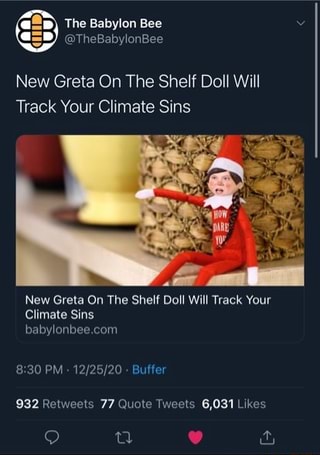 The Babylon Bee
@TheBabylonBee
New Greta On The Shelf Doll Will
Track Your Climate Sins
HOW
DARE
YOU
New Greta On The Shelf Doll Will Track Your
Climate Sins
babylonbee.com
8:30 PM · 12/25/20 · Buffer
932 Retweets 77 Quote Tweets 6,031 Likes